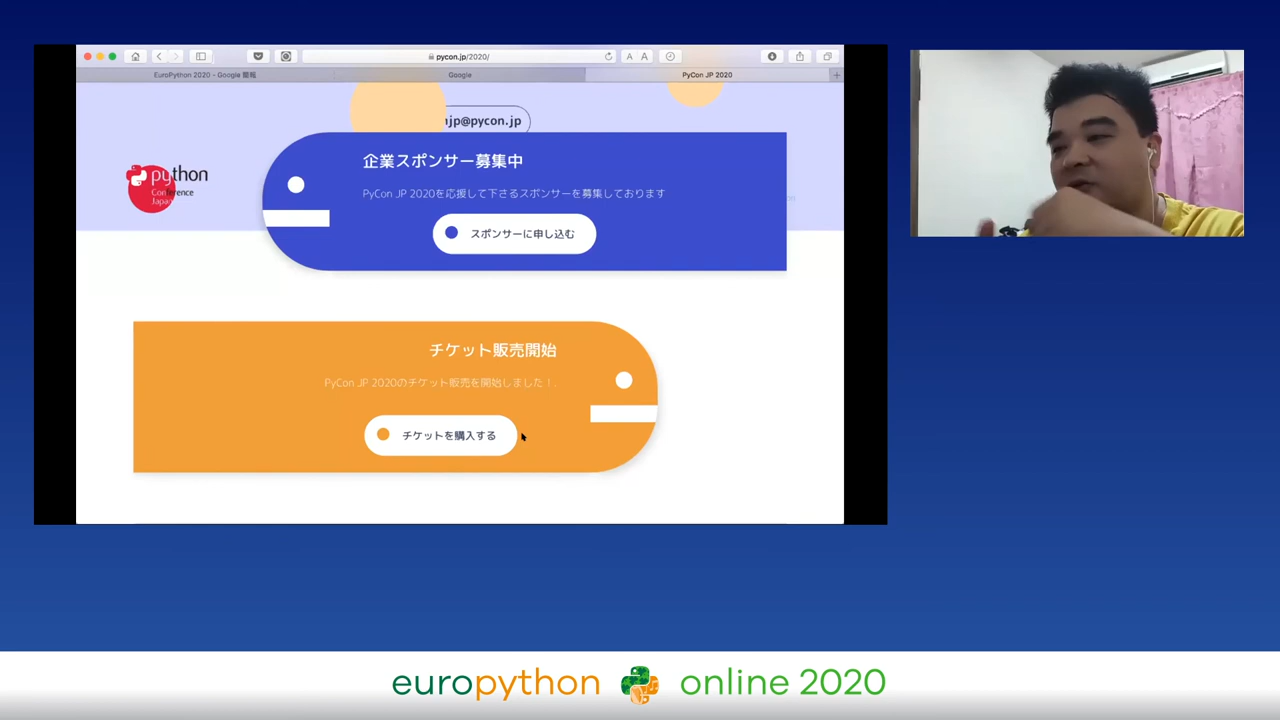 pycon.jp/2020/
A A
EuroPython 2020 - Google 簡報
Google
PyCon JP 2020
jp@pycon.jp
python
Conference
Japan
企業スポンサー募集中
PyCon JP 2020を応援して下さるスポンサーを募集しております
スポンサーに申し込む
チケット販売開始
PyCon JP 2020のチケット販売を開始しました！.
チケットを購入する
europython online 2020